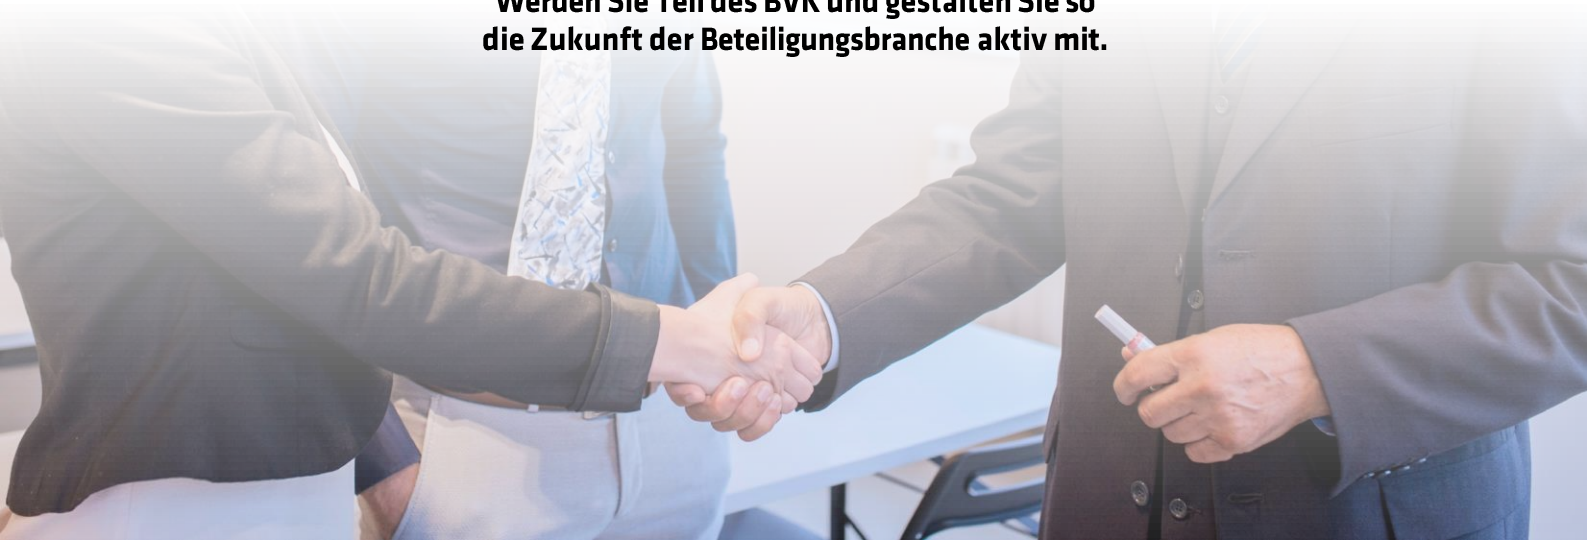 Werden Sie Teil des BVK und gestalten Sie so
die Zukunft der Beteiligungsbranche aktiv mit.